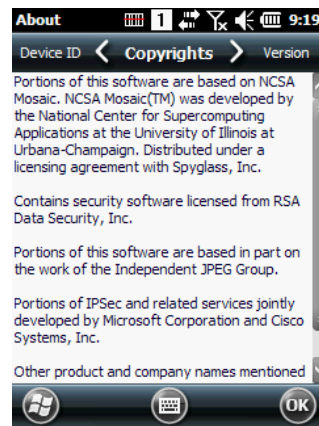 About 1 9:19
Device ID Copyrights Version
Portions of this software are based on NCSA
Mosaic. NCSA Mosaic(TM) was developed by
the National Center for Supercomputing
Applications at the University of Illinois at
Urbana-Champaign. Distributed under a
licensing agreement with Spyglass, Inc.
Contains security software licensed from RSA
Data Security, Inc.
Portions of this software are based in part on
the work of the Independent JPEG Group.
Portions of IPSec and related services jointly
developed by Microsoft Corporation and Cisco
Systems, Inc.
Other product and company names mentioned
OK